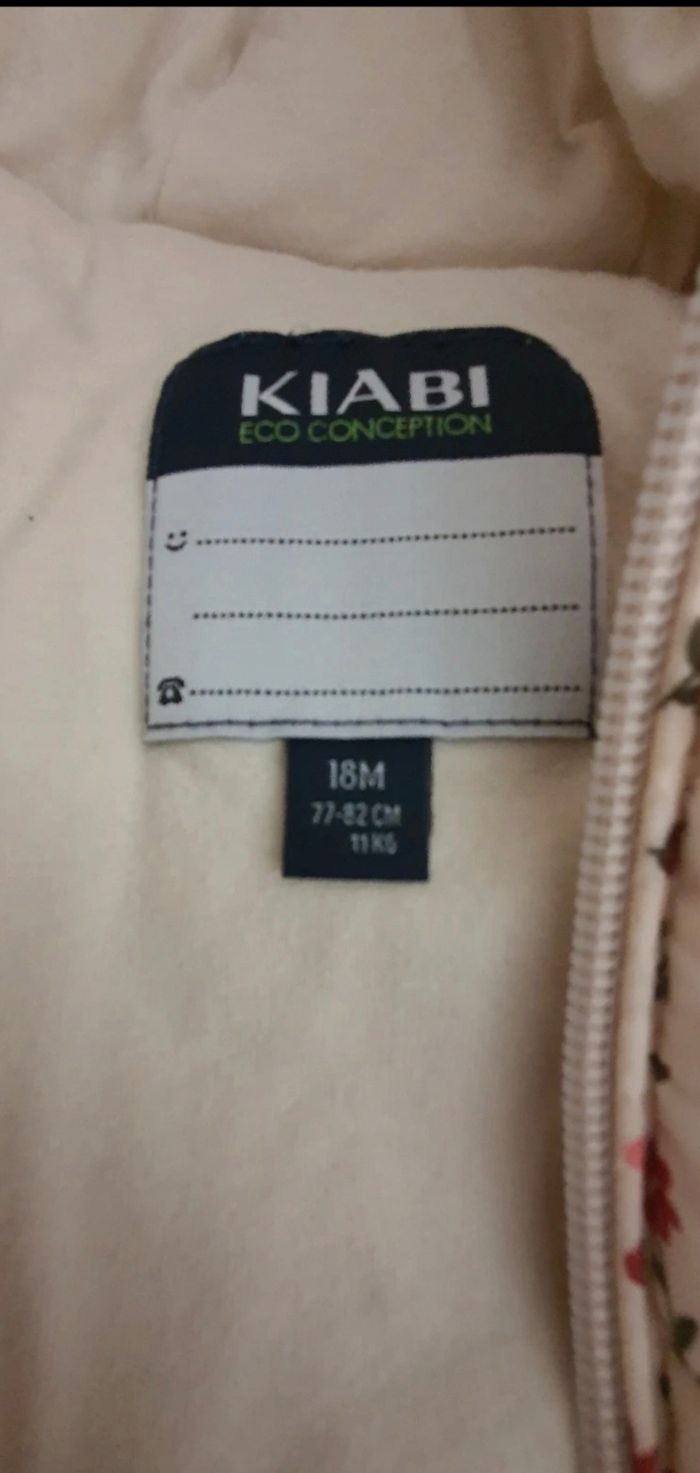 KIABI
ECO CONCEPTION
18M
77-82 CM
11KG